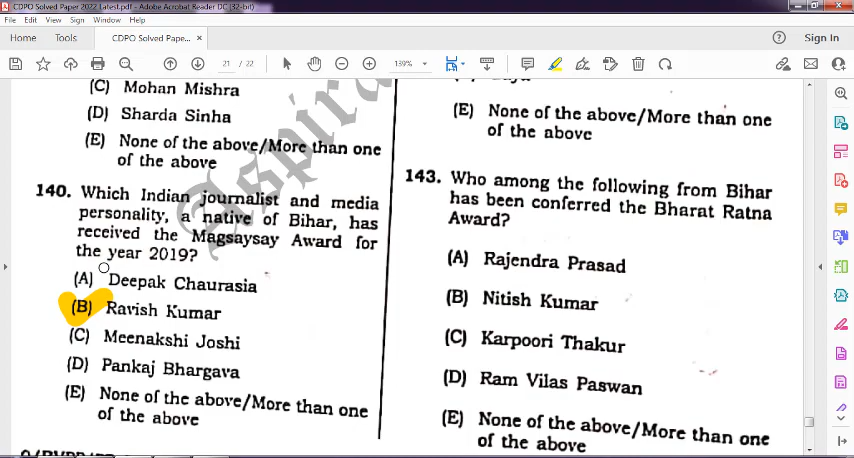 CDPO Solved Paper 2022 Latest.pdf - Adobe Acrobat Reader DC (32-bit)
File Edit View Sign Window Help
Home Tools CDPO Solved Paper... × Sign In
21 / 22 139%
(C) Mohan Mishra
(D) Sharda Sinha
(E) None of the above/More than one
of the above
140. Which Indian journalist and media
personality, a native of Bihar, has
received the Magsaysay Award for
the year 2019?
(A) Deepak Chaurasia
(B) Ravish Kumar
(C) Meenakshi Joshi
(D) Pankaj Bhargava
(E) None of the above/More than one
of the above
(E) None of the above/More than one
of the above
143. Who among the following from Bihar
has been conferred the Bharat Ratna
Award?
(A) Rajendra Prasad
(B) Nitish Kumar
(C) Karpoori Thakur
(D) Ram Vilas Paswan
(E) None of the above/More than one
of the above
Aspira